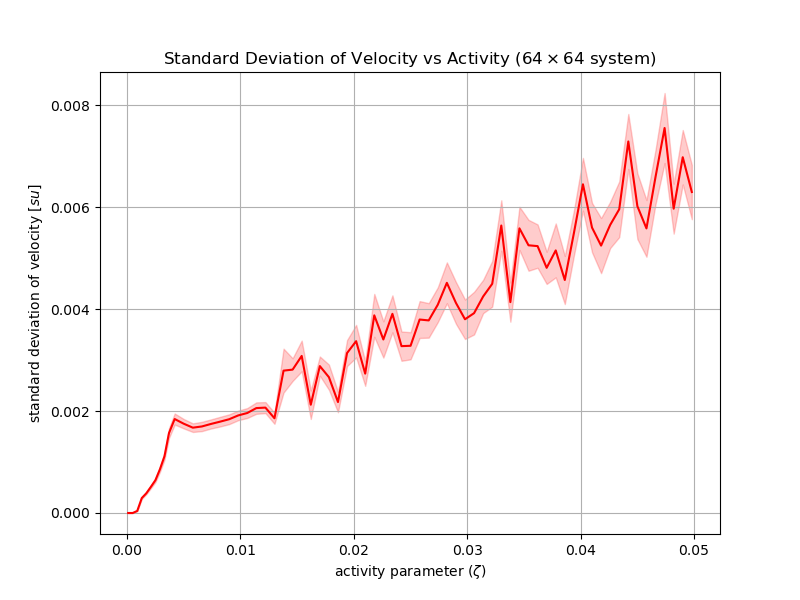 Standard Deviation of Velocity vs Activity (64 × 64 system)
0.008
0.006
0.004
0.002
0.000
standard deviation of velocity [su]
0.00 0.01 0.02 0.03 0.04 0.05
activity parameter (ζ)